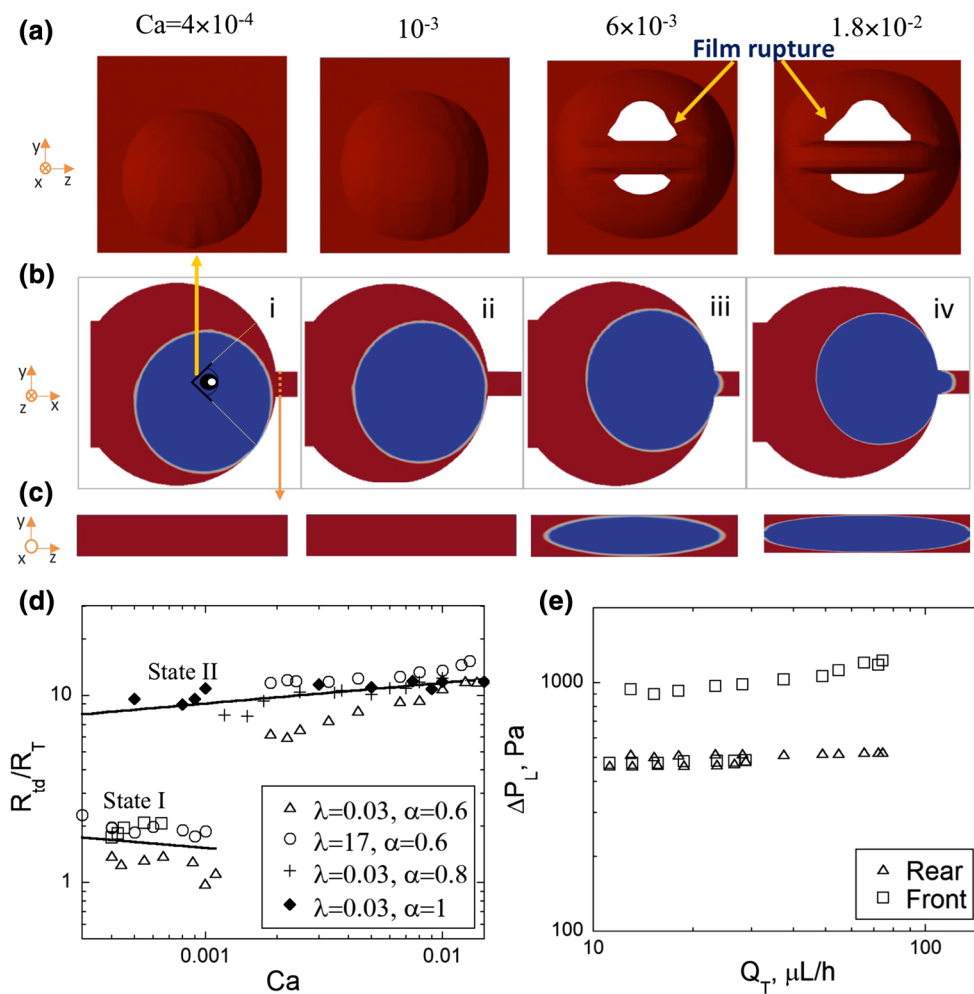 (a) Ca=4×10⁻⁴ 10⁻³ 6×10⁻³ 1.8×10⁻²
Film rupture
y
x z
(b) i ii iii iv
y
z x
(c)
y
x z
(d) (e)
R_td/R_T
10
1
State II
State I
λ=0.03, α=0.6
λ=17, α=0.6
λ=0.03, α=0.8
λ=0.03, α=1
0.001 0.01
Ca
ΔP_L, Pa
1000
100
Rear
Front
10 100
Q_T, μL/h